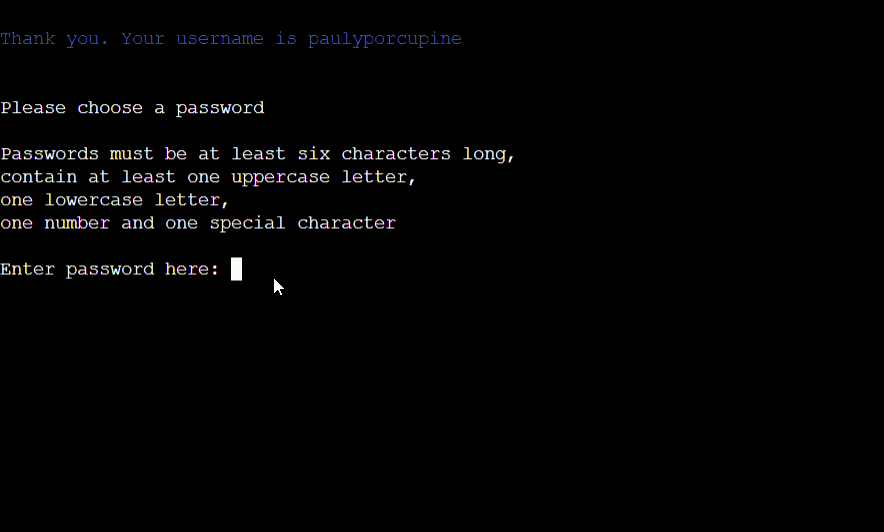 Thank you. Your username is paulyporcupine
Please choose a password
Passwords must be at least six characters long,
contain at least one uppercase letter,
one lowercase letter,
one number and one special character
Enter password here: